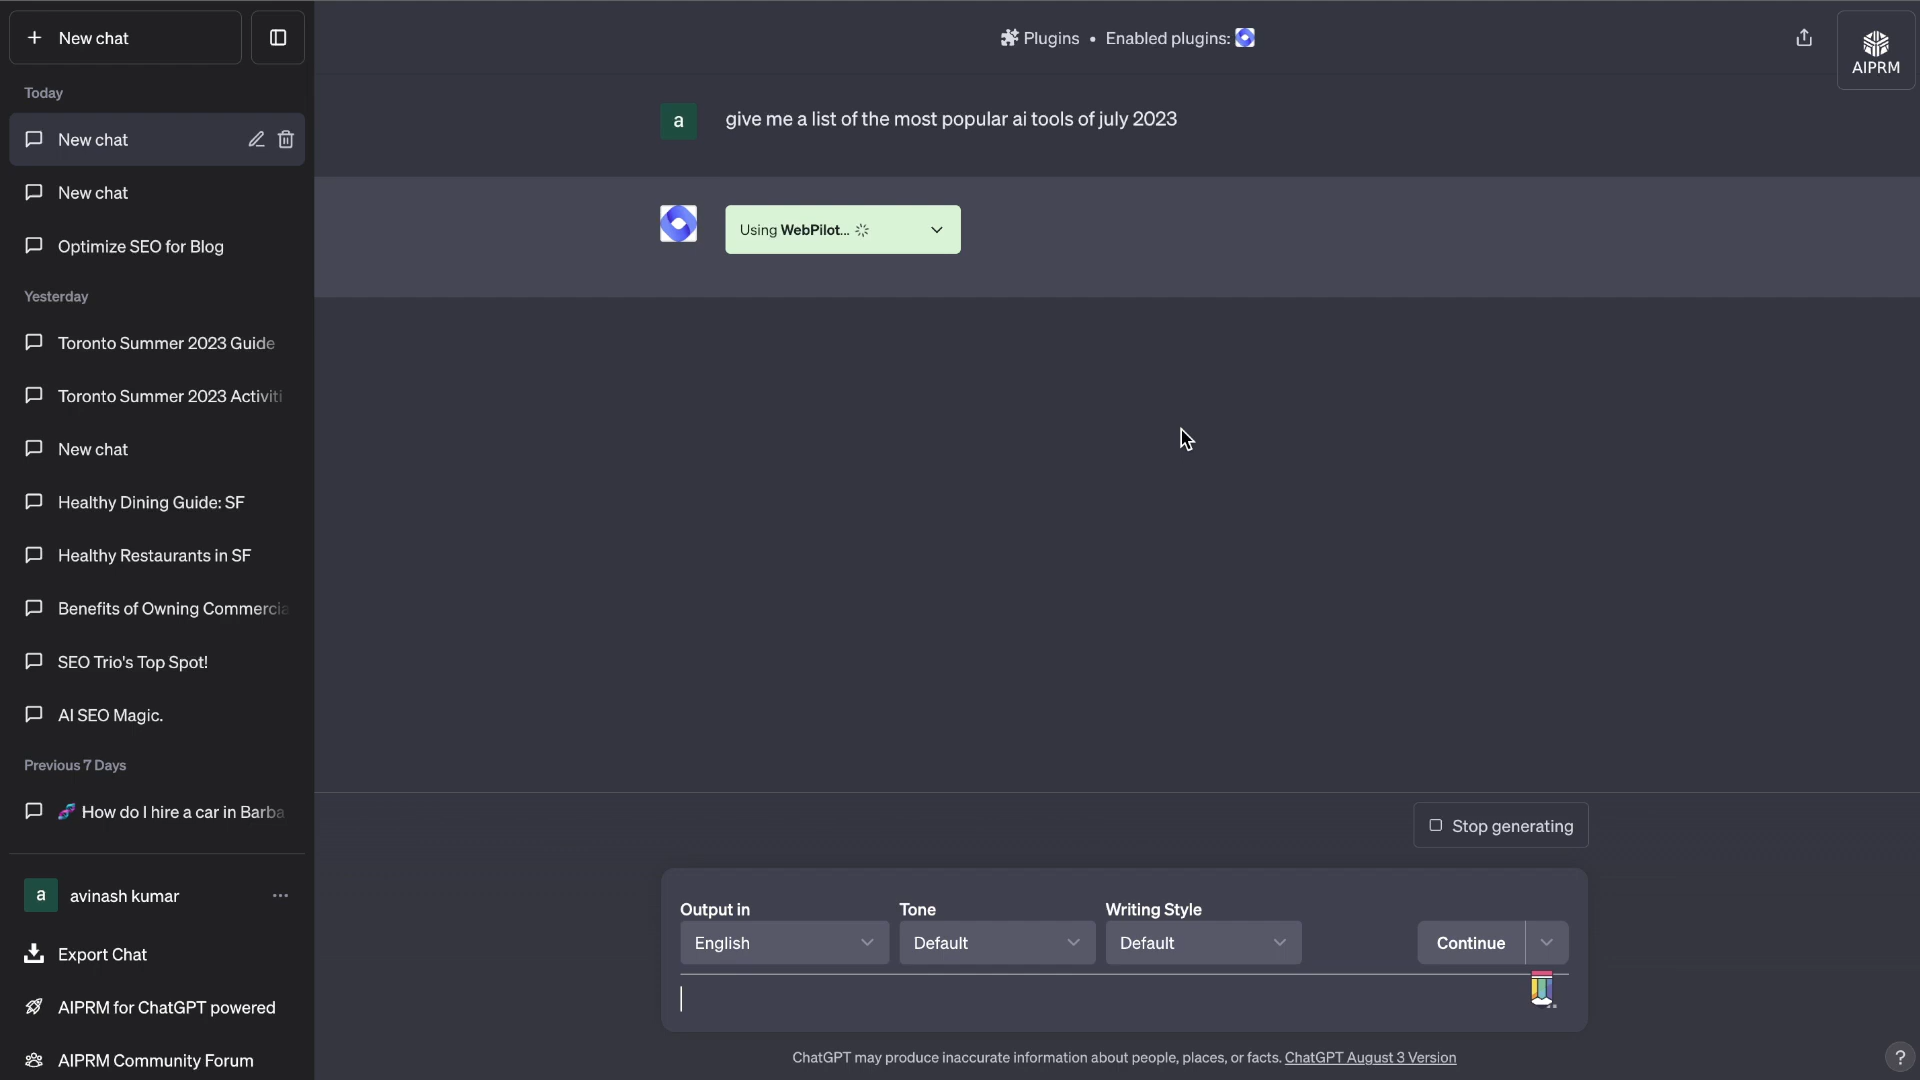 New chat
Today
New chat
New chat
Optimize SEO for Blog
Yesterday
Toronto Summer 2023 Guide
Toronto Summer 2023 Activiti
New chat
Healthy Dining Guide: SF
Healthy Restaurants in SF
Benefits of Owning Commercia
SEO Trio's Top Spot!
AI SEO Magic.
Previous 7 Days
How do I hire a car in Barba
a avinash kumar
Export Chat
AIPRM for ChatGPT powered
AIPRM Community Forum
Plugins • Enabled plugins:
AIPRM
a give me a list of the most popular ai tools of july 2023
Using WebPilot...
Stop generating
Output in Tone Writing Style
English Default Default Continue
ChatGPT may produce inaccurate information about people, places, or facts. ChatGPT August 3 Version
?